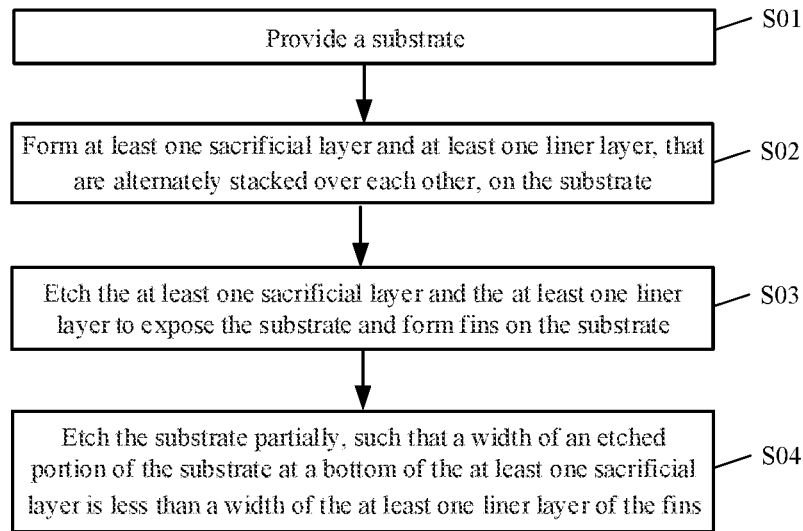 Provide a substrate
S01
Form at least one sacrificial layer and at least one liner layer, that
are alternately stacked over each other, on the substrate
S02
Etch the at least one sacrificial layer and the at least one liner
layer to expose the substrate and form fins on the substrate
S03
Etch the substrate partially, such that a width of an etched
portion of the substrate at a bottom of the at least one sacrificial
layer is less than a width of the at least one liner layer of the fins
S04